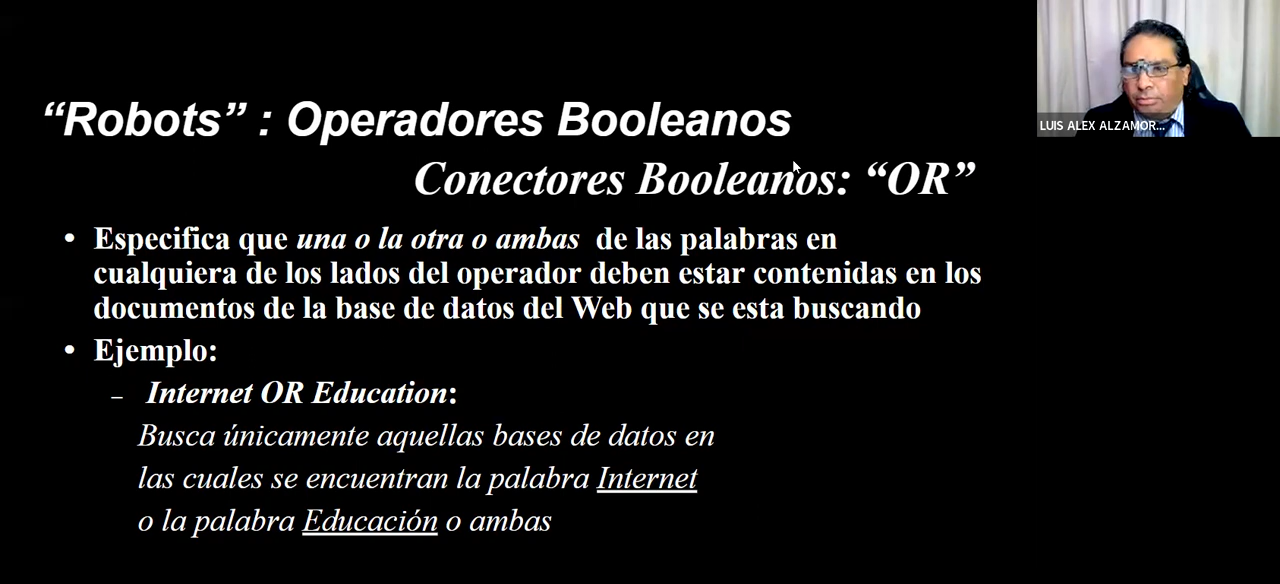 “Robots” : Operadores Booleanos
LUIS ALEX ALZAMOR...
Conectores Booleanos: “OR”
• Especifica que una o la otra o ambas de las palabras en
cualquiera de los lados del operador deben estar contenidas en los
documentos de la base de datos del Web que se esta buscando
• Ejemplo:
– Internet OR Education:
Busca únicamente aquellas bases de datos en
las cuales se encuentran la palabra Internet
o la palabra Educación o ambas